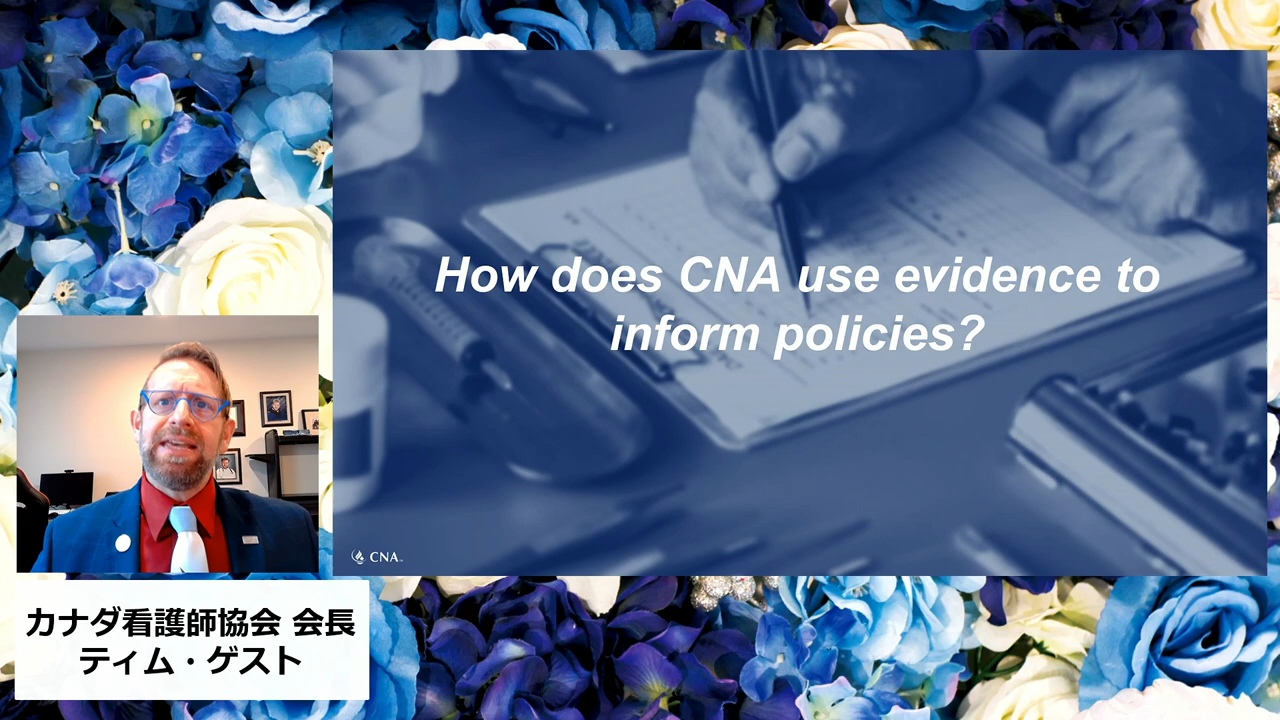 How does CNA use evidence to
inform policies?
CNA
カナダ看護師協会 会長
ティム・ゲスト